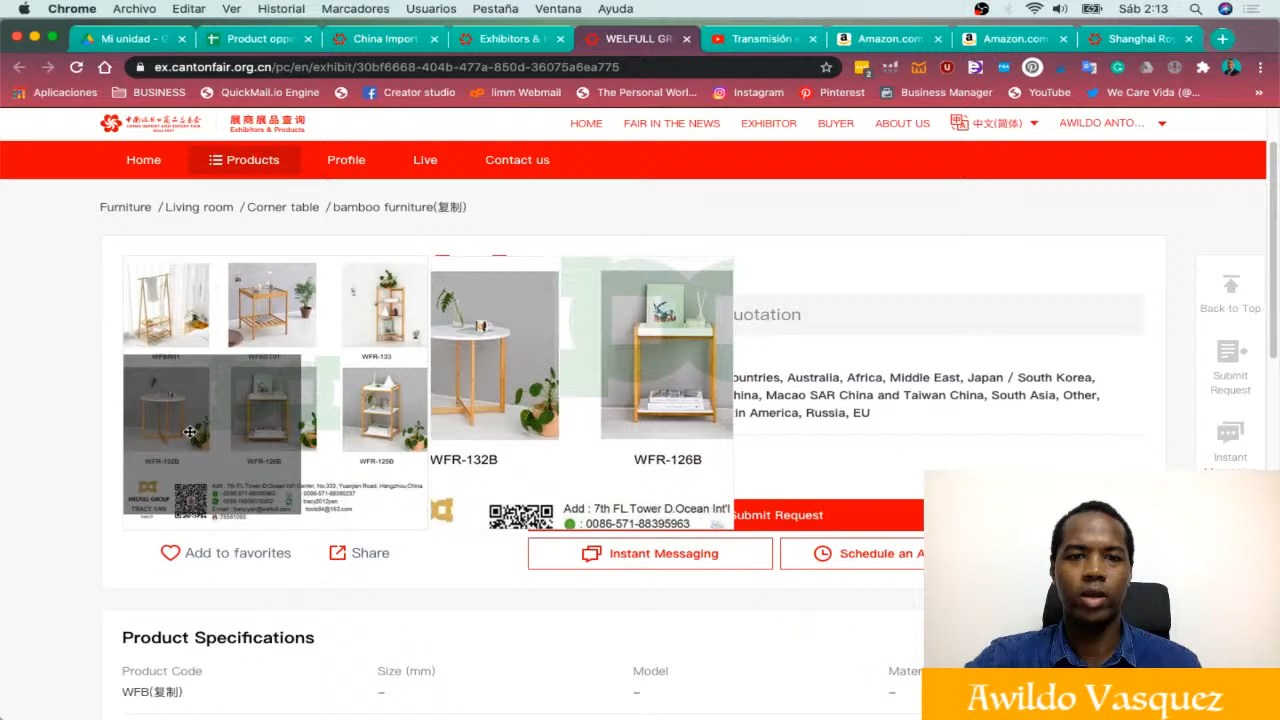 Chrome Archivo Editar Ver Historial Marcadores Usuarios Pestaña Ventana Ayuda Sáb 2:13
Mi unidad - G Product oppo China Import Exhibitors & WELFULL GR Transmisión e Amazon.com Amazon.com Shanghai Ro
ex.cantonfair.org.cn/pc/en/exhibit/30bf6668-404b-477a-850d-36075a6ea775
Aplicaciones BUSINESS QuickMail.io Engine Creator studio limm Webmail The Personal Worl... Instagram Pinterest Business Manager YouTube We Care Vida (@... »
展商展品查询
Exhibitors & Products
HOME FAIR IN THE NEWS EXHIBITOR BUYER ABOUT US 中文(简体) AWILDO ANTO...
Home Products Profile Live Contact us
Furniture / Living room / Corner table / bamboo furniture(复制)
uotation
WFR-133
ountries, Australia, Africa, Middle East, Japan / South Korea,
hina, Macao SAR China and Taiwan China, South Asia, Other,
in America, Russia, EU
WFR-132B WFR-126B WFR-125B
WFR-132B WFR-126B
WELFULL GROUP
TRACY YAN
Add : 7th FL.Tower D.Ocean Int'l
: 0086-571-88395963
Submit Request
Add to favorites Share Instant Messaging Schedule an A
Back to Top
Submit
Request
Instant
Product Specifications
Product Code Size (mm) Model Mater
WFB(复制) – – –
Awildo Vasquez